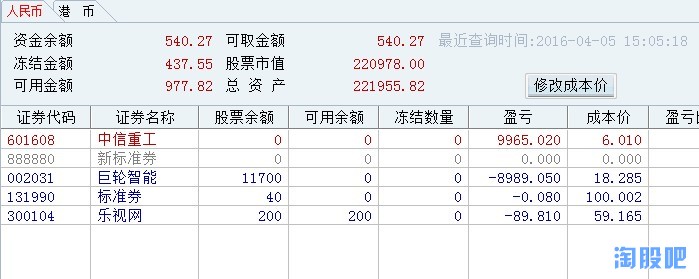 人民币 港 币
资金余额 540.27 可取金额 540.27 最近查询时间:2016-04-05 15:05:18
冻结金额 437.55 股票市值 220978.00
可用金额 977.82 总 资 产 221955.82 修改成本价
证券代码 证券名称 股票余额 可用余额 冻结数量 盈亏 成本价
601608 中信重工 0 0 0 9965.020 6.010
888880 新标准券 0 0 0 0.000 0.000
002031 巨轮智能 11700 0 0 -8989.050 18.285
131990 标准券 40 0 0 -0.080 100.002
300104 乐视网 200 200 0 -89.810 59.165
淘股吧